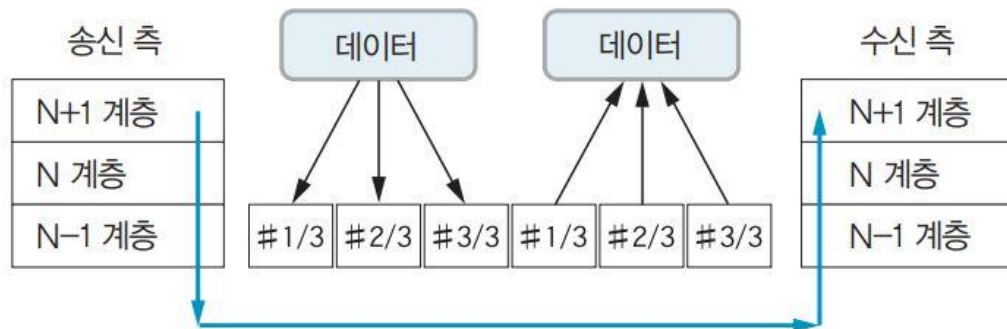 송신 측 데이터 데이터 수신 측
N+1 계층 N+1 계층
N 계층 N 계층
N-1 계층 #1/3 #2/3 #3/3 #1/3 #2/3 #3/3 N-1 계층